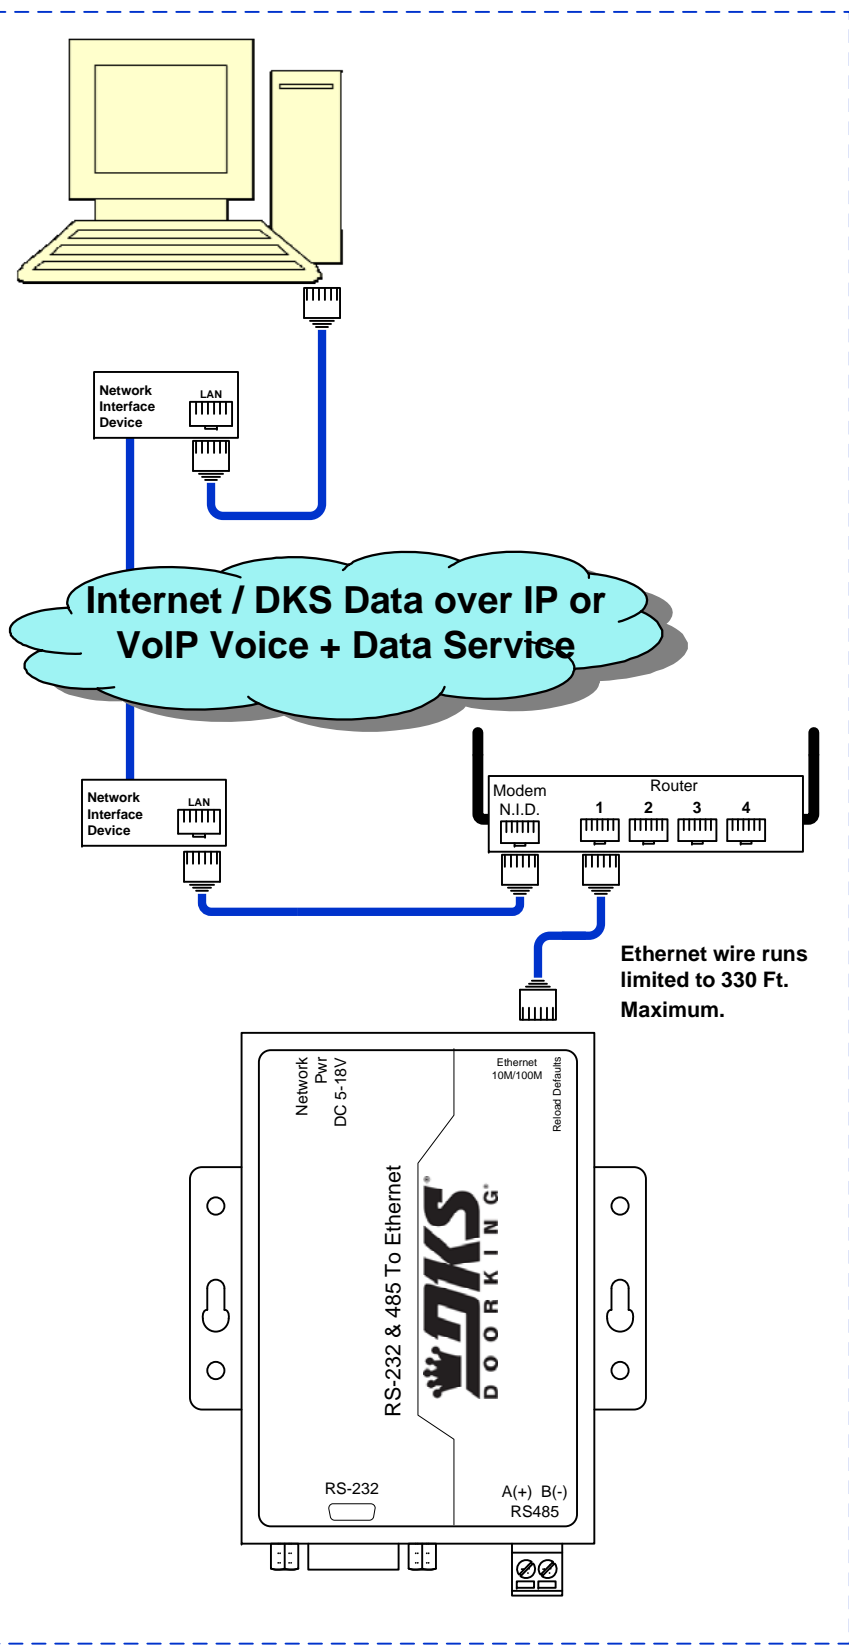 Network
Interface
Device
LAN
Internet / DKS Data over IP or
VoIP Voice + Data Service
Network
Interface
Device
LAN
Modem
N.I.D.
Router
1 2 3 4
Ethernet wire runs
limited to 330 Ft.
Maximum.
Network
Pwr
DC 5-18V
Ethernet
10M/100M
Reload Defaults
RS-232 & 485 To Ethernet
DKS®
DOORKING®
RS-232
A(+) B(-)
RS485